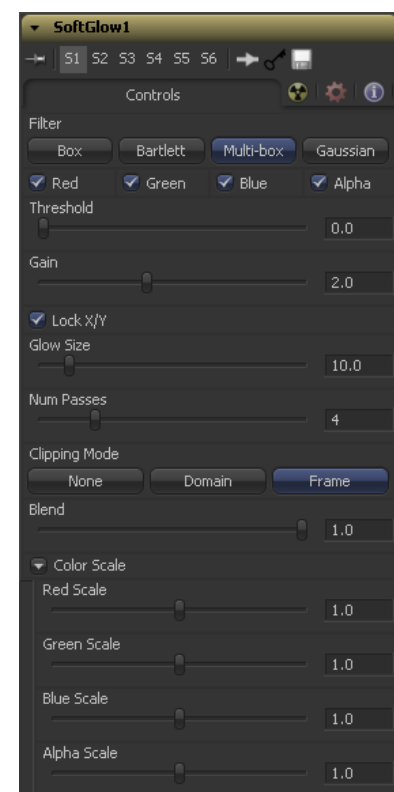 SoftGlow1
S1 S2 S3 S4 S5 S6
Controls
Filter
Box Bartlett Multi-box Gaussian
Red Green Blue Alpha
Threshold
0.0
Gain
2.0
Lock X/Y
Glow Size
10.0
Num Passes
4
Clipping Mode
None Domain Frame
Blend
1.0
Color Scale
Red Scale
1.0
Green Scale
1.0
Blue Scale
1.0
Alpha Scale
1.0